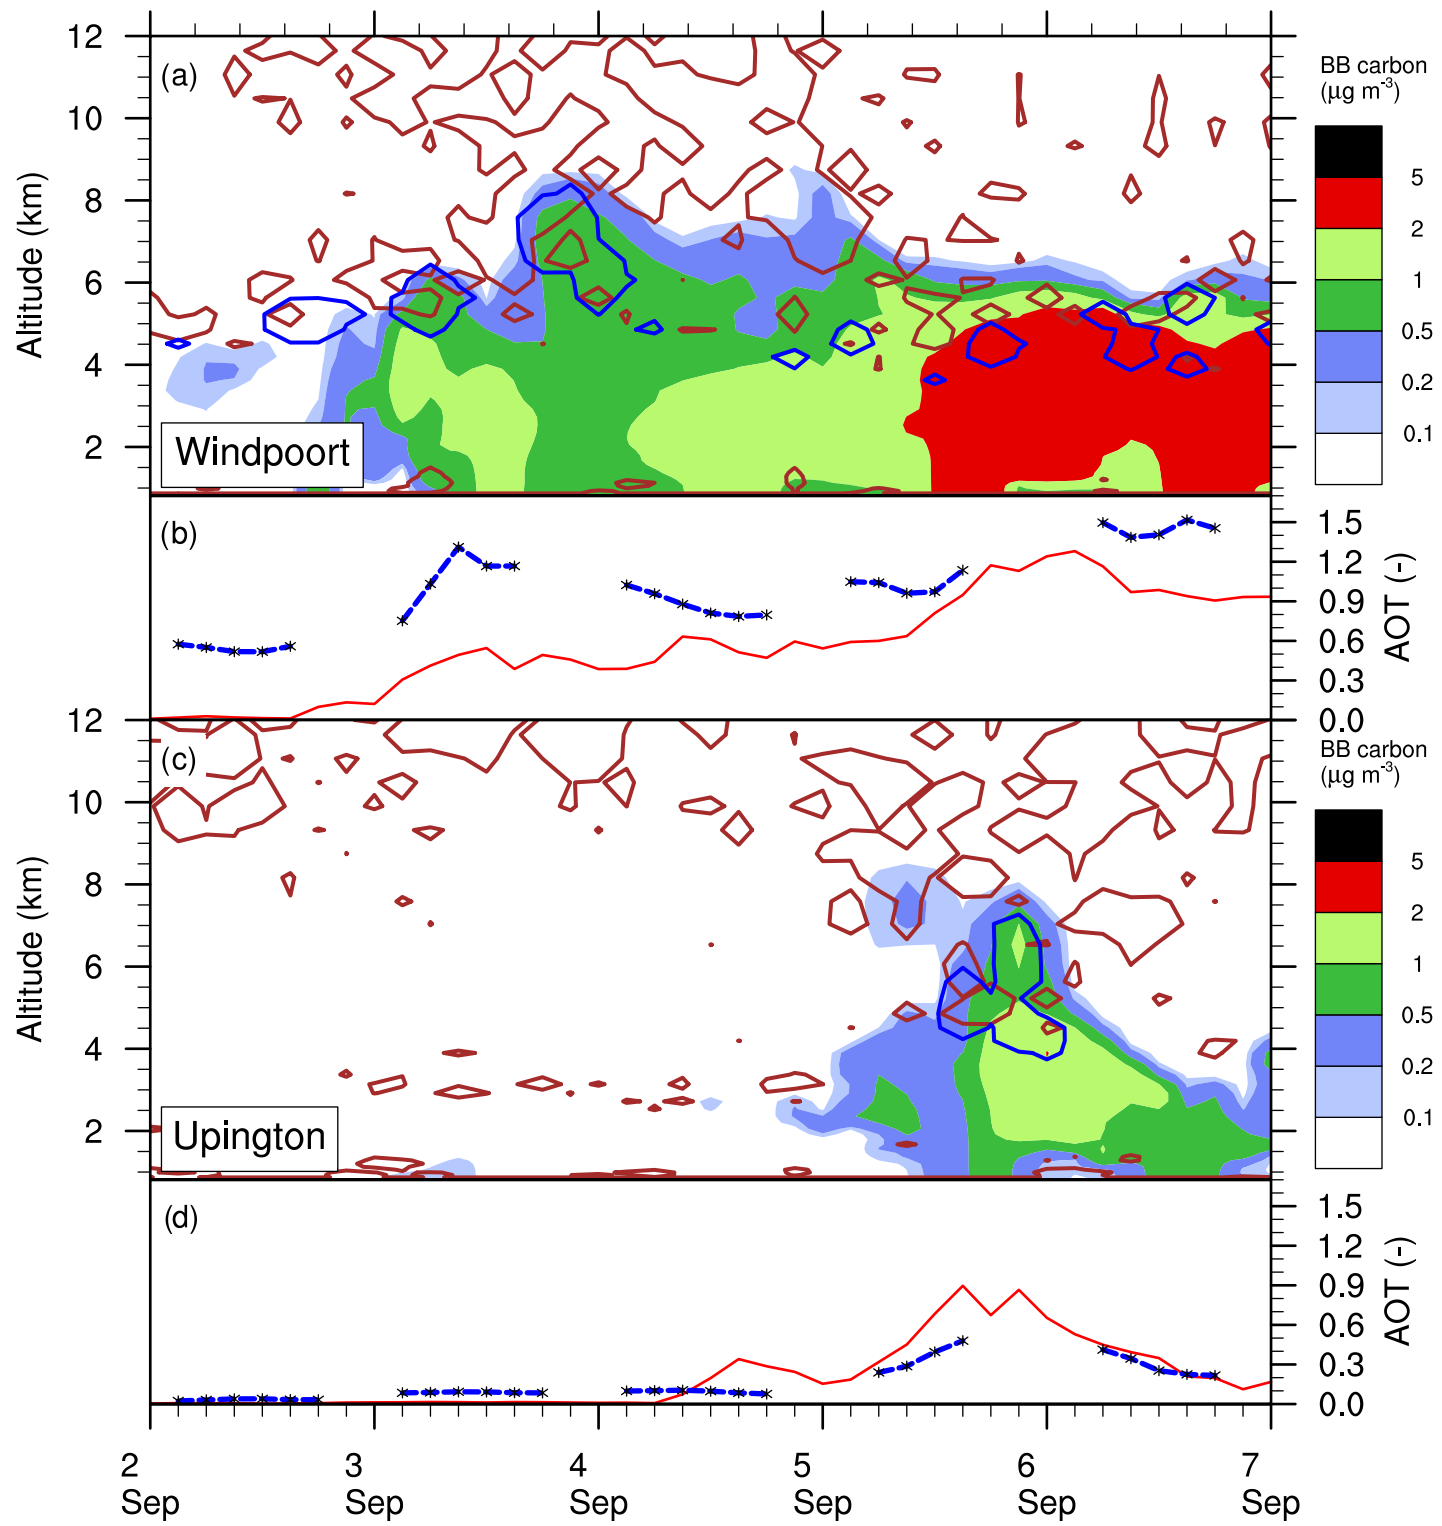 12
10
8
6
4
2
Altitude (km)
(a)
Windpoort
BB carbon
(μg m⁻³)
5
2
1
0.5
0.2
0.1
(b)
1.5
1.2
0.9
0.6
0.3
0.0
AOT (-)
12
10
8
6
4
2
Altitude (km)
(c)
Upington
BB carbon
(μg m⁻³)
5
2
1
0.5
0.2
0.1
(d)
1.5
1.2
0.9
0.6
0.3
0.0
AOT (-)
2 3 4 5 6 7
Sep Sep Sep Sep Sep Sep